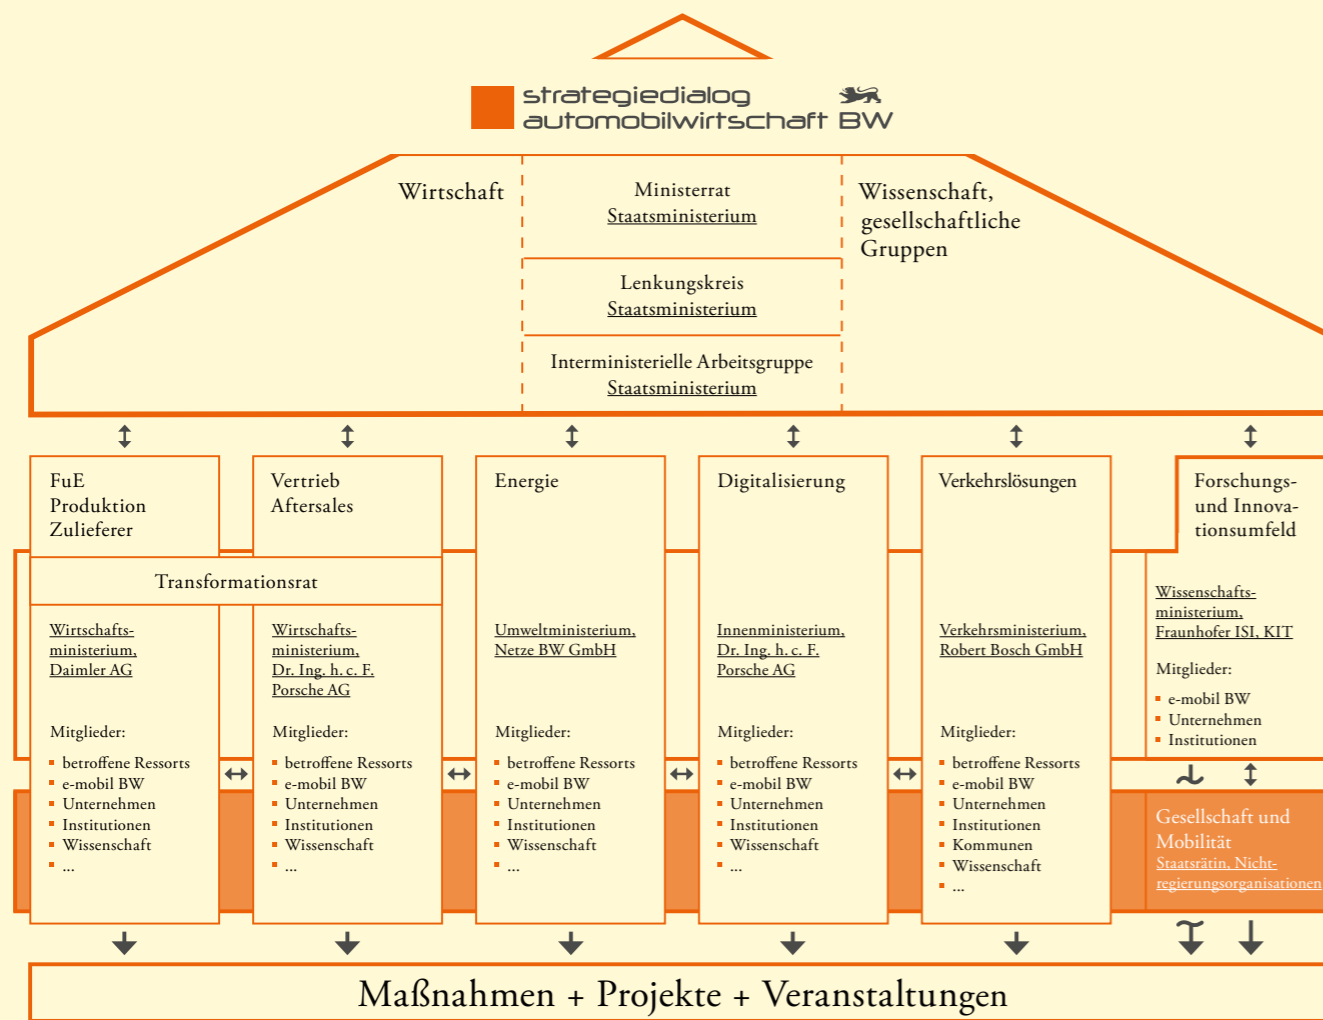 strategiedialog
automobilwirtschaft BW
Wirtschaft
Ministerrat
Staatsministerium
Wissenschaft,
gesellschaftliche
Gruppen
Lenkungskreis
Staatsministerium
Interministerielle Arbeitsgruppe
Staatsministerium
FuE
Produktion
Zulieferer
Vertrieb
Aftersales
Energie
Digitalisierung
Verkehrslösungen
Forschungs-
und Innova-
tionsumfeld
Transformationsrat
Wirtschafts-
ministerium,
Daimler AG
Mitglieder:
betroffene Ressorts
e-mobil BW
Unternehmen
Institutionen
Wissenschaft
...
Wirtschafts-
ministerium,
Dr. Ing. h. c. F.
Porsche AG
Mitglieder:
betroffene Ressorts
e-mobil BW
Unternehmen
Institutionen
Wissenschaft
...
Umweltministerium,
Netze BW GmbH
Mitglieder:
betroffene Ressorts
e-mobil BW
Unternehmen
Institutionen
Wissenschaft
...
Innenministerium,
Dr. Ing. h. c. F.
Porsche AG
Mitglieder:
betroffene Ressorts
e-mobil BW
Unternehmen
Institutionen
Wissenschaft
...
Verkehrsministerium,
Robert Bosch GmbH
Mitglieder:
betroffene Ressorts
e-mobil BW
Unternehmen
Institutionen
Kommunen
Wissenschaft
...
Wissenschafts-
ministerium,
Fraunhofer ISI, KIT
Mitglieder:
e-mobil BW
Unternehmen
Institutionen
Gesellschaft und
Mobilität
Staatsrätin, Nicht-
regierungsorganisationen
Maßnahmen + Projekte + Veranstaltungen